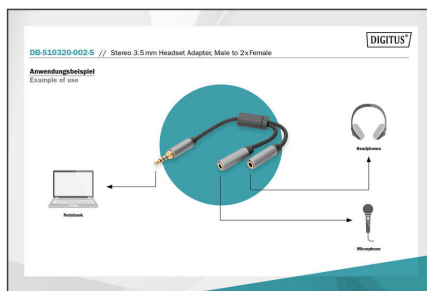 DIGITUS®
DB-510320-002-S // Stereo 3.5 mm Headset Adapter, Male to 2x Female
Anwendungsbeispiel
Example of use
Headphones
Notebook
Microphone